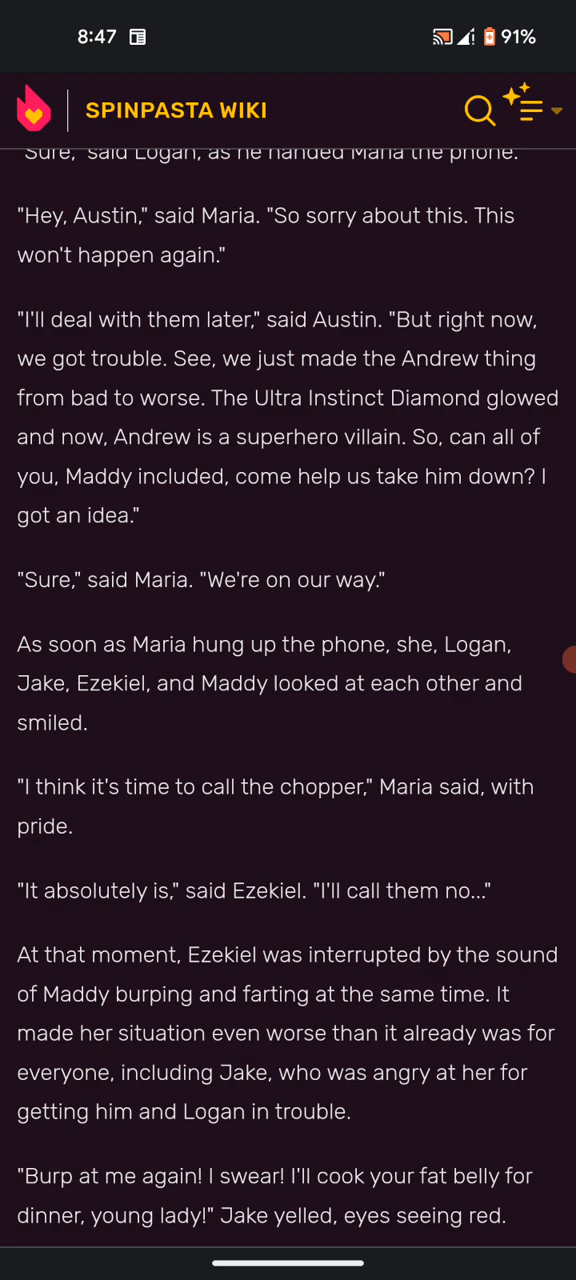 8:47
91%
SPINPASTA WIKI
"Sure," said Logan, as he handed Maria the phone.
"Hey, Austin," said Maria. "So sorry about this. This
won't happen again."
"I'll deal with them later," said Austin. "But right now,
we got trouble. See, we just made the Andrew thing
from bad to worse. The Ultra Instinct Diamond glowed
and now, Andrew is a superhero villain. So, can all of
you, Maddy included, come help us take him down? I
got an idea."
"Sure," said Maria. "We're on our way."
As soon as Maria hung up the phone, she, Logan,
Jake, Ezekiel, and Maddy looked at each other and
smiled.
"I think it's time to call the chopper," Maria said, with
pride.
"It absolutely is," said Ezekiel. "I'll call them no..."
At that moment, Ezekiel was interrupted by the sound
of Maddy burping and farting at the same time. It
made her situation even worse than it already was for
everyone, including Jake, who was angry at her for
getting him and Logan in trouble.
"Burp at me again! I swear! I'll cook your fat belly for
dinner, young lady!" Jake yelled, eyes seeing red.